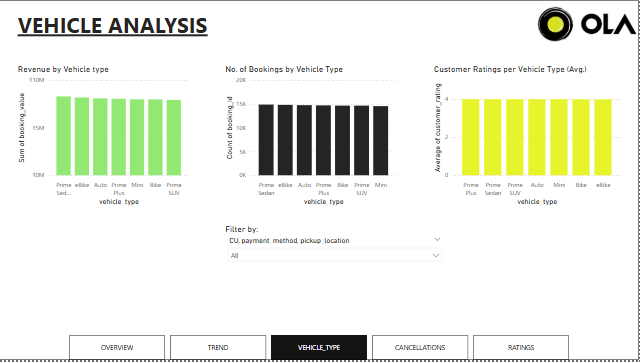 VEHICLE ANALYSIS
OLA
Revenue by Vehicle type
₹10M
₹5M
₹0M
Sum of booking_value
Prime Sed... eBike Auto Prime Plus Mini Bike Prime SUV
vehicle_type
No. of Bookings by Vehicle Type
20K
15K
10K
5K
0K
Count of booking_id
Prime Sedan eBike Auto Prime Plus Bike Prime SUV Mini
vehicle_type
Customer Ratings per Vehicle Type (Avg.)
4
2
0
Average of customer_rating
Prime Plus Prime Sedan Prime SUV Auto Mini Bike eBike
vehicle_type
Filter by:
CU, payment_method, pickup_location
All
OVERVIEW
TREND
VEHICLE_TYPE
CANCELLATIONS
RATINGS